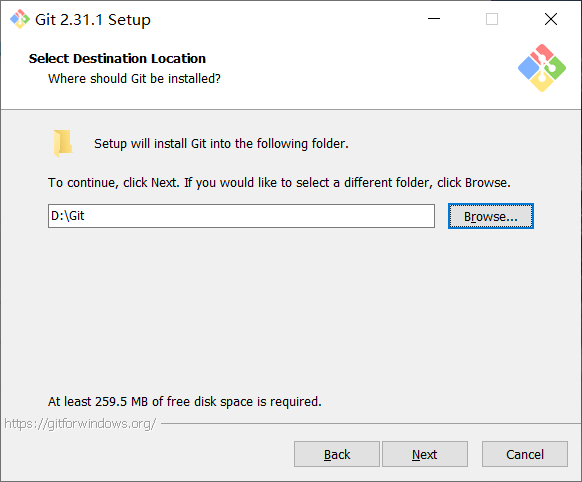 Git 2.31.1 Setup
Select Destination Location
Where should Git be installed?
Setup will install Git into the following folder.
To continue, click Next. If you would like to select a different folder, click Browse.
D:\Git
Browse...
At least 259.5 MB of free disk space is required.
https://gitforwindows.org/
Back
Next
Cancel